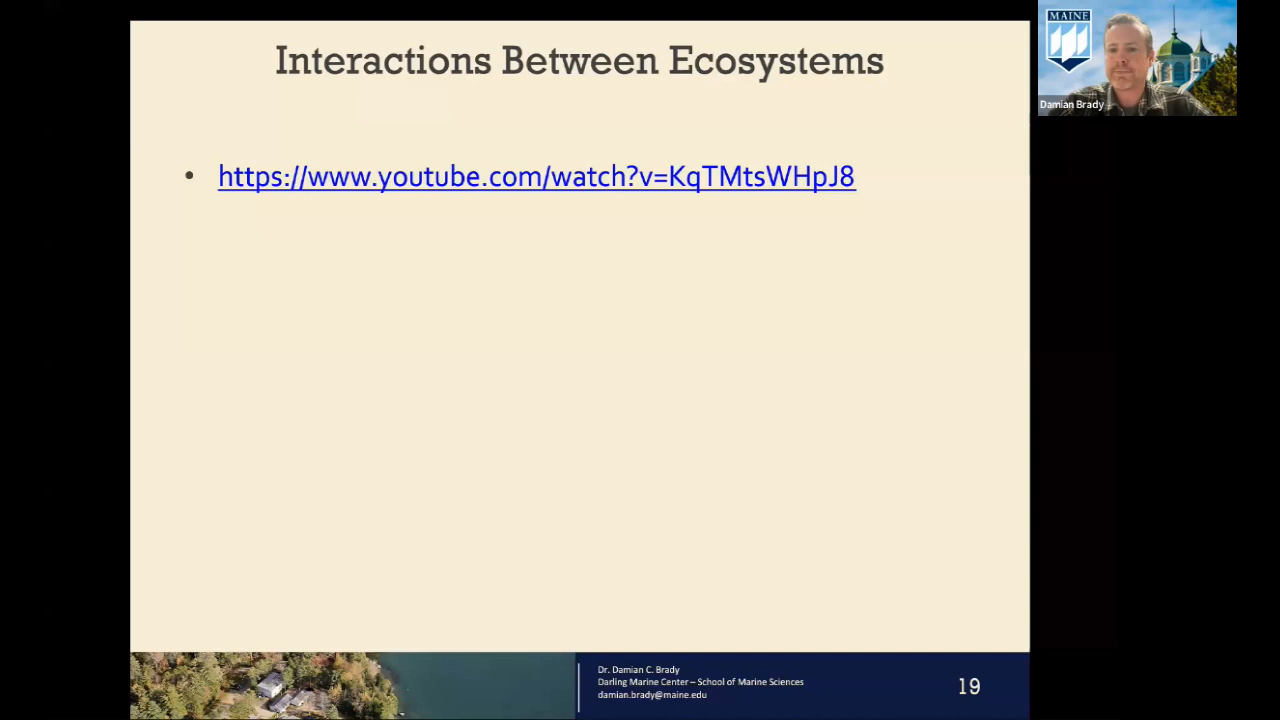 Interactions Between Ecosystems
• https://www.youtube.com/watch?v=KqTMtsWHpJ8
MAINE
Damian Brady
Dr. Damian C. Brady
Darling Marine Center – School of Marine Sciences
damian.brady@maine.edu
19